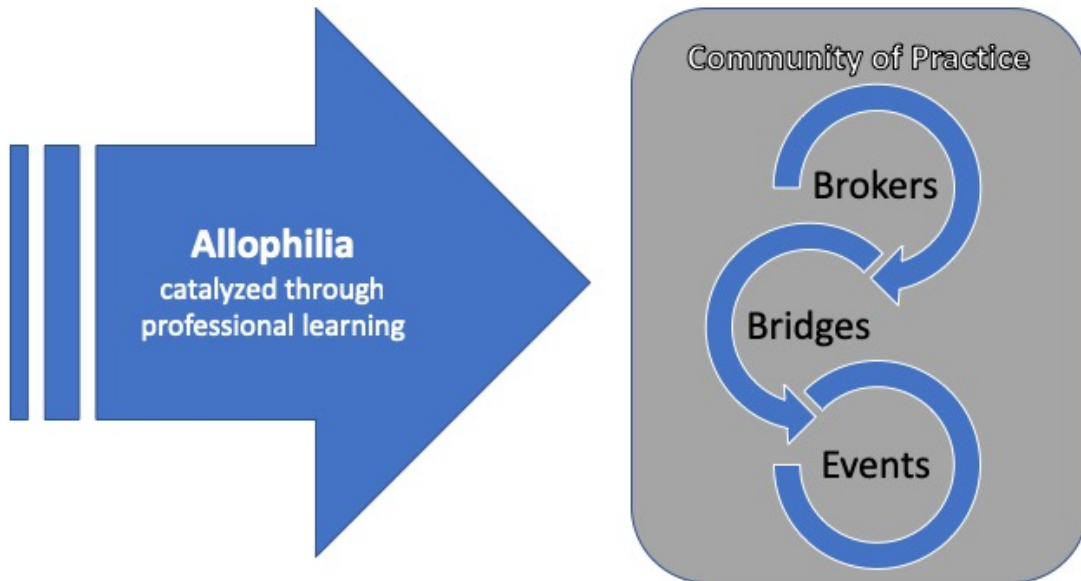 Allophilia
catalyzed through
professional learning
Community of Practice
Brokers
Bridges
Events